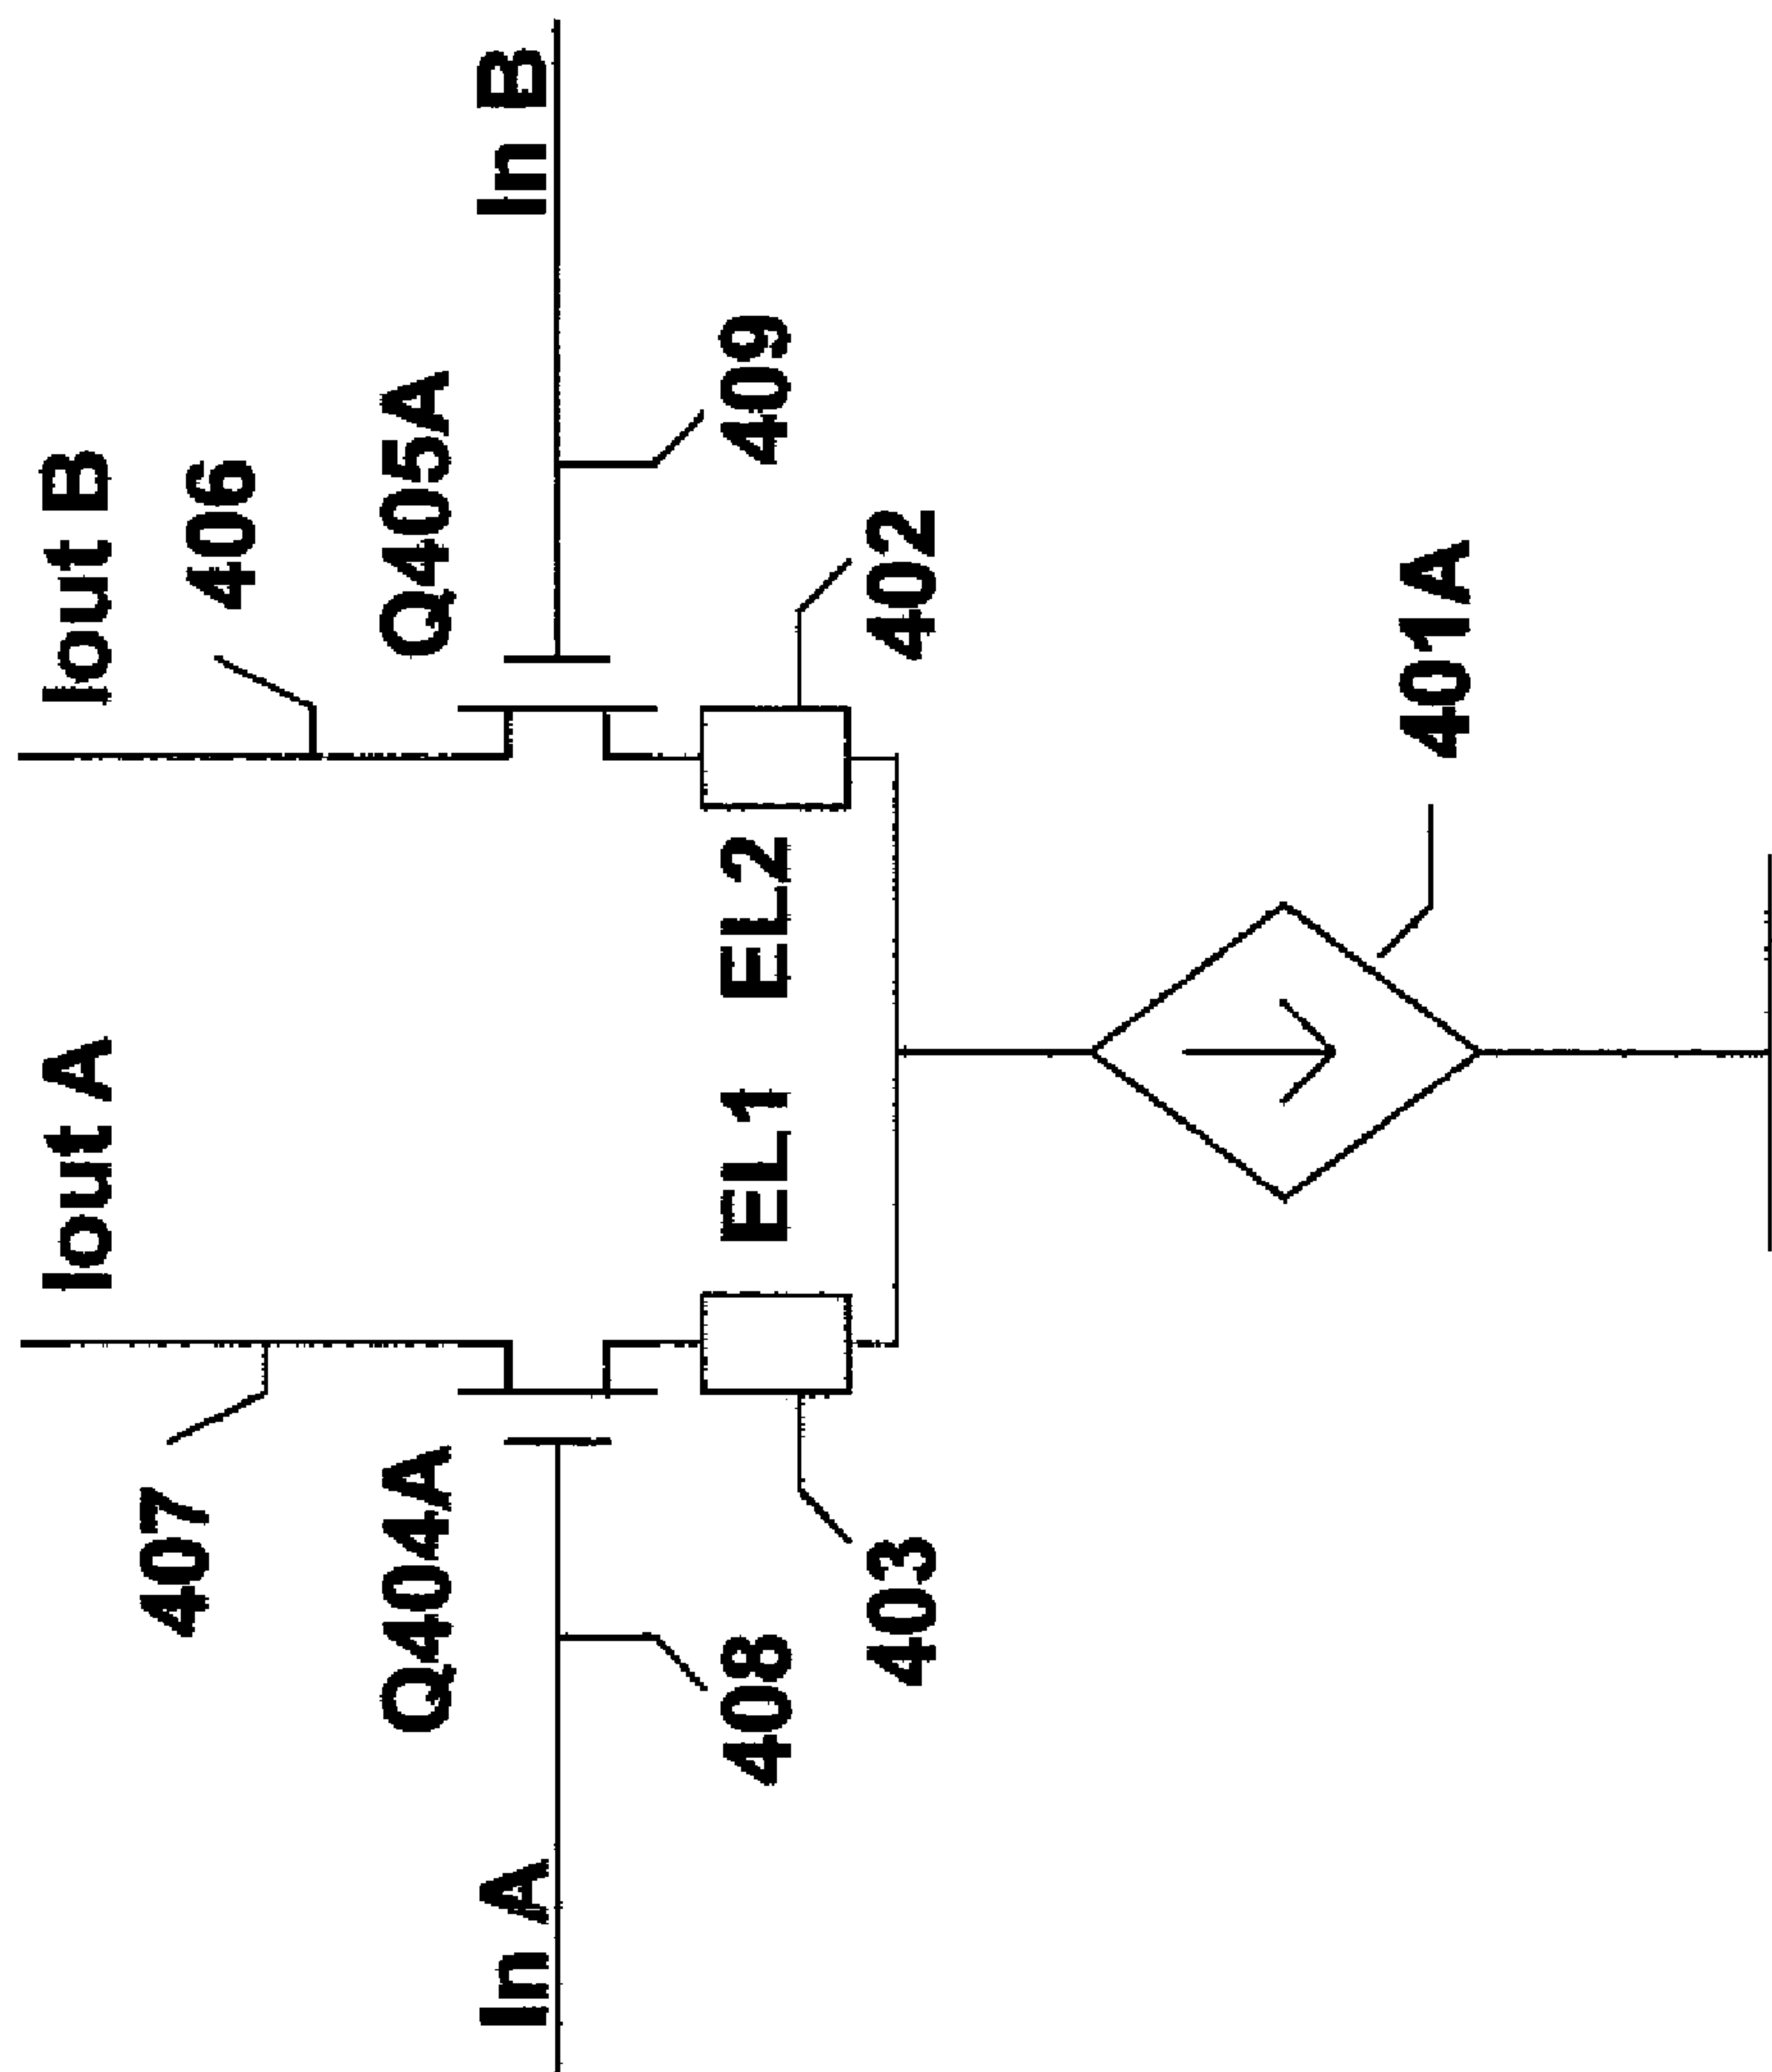 Iout A
Iout B
407
406
Q404A
Q405A
In A
In B
408
EL1
EL2
409
403
402
401A